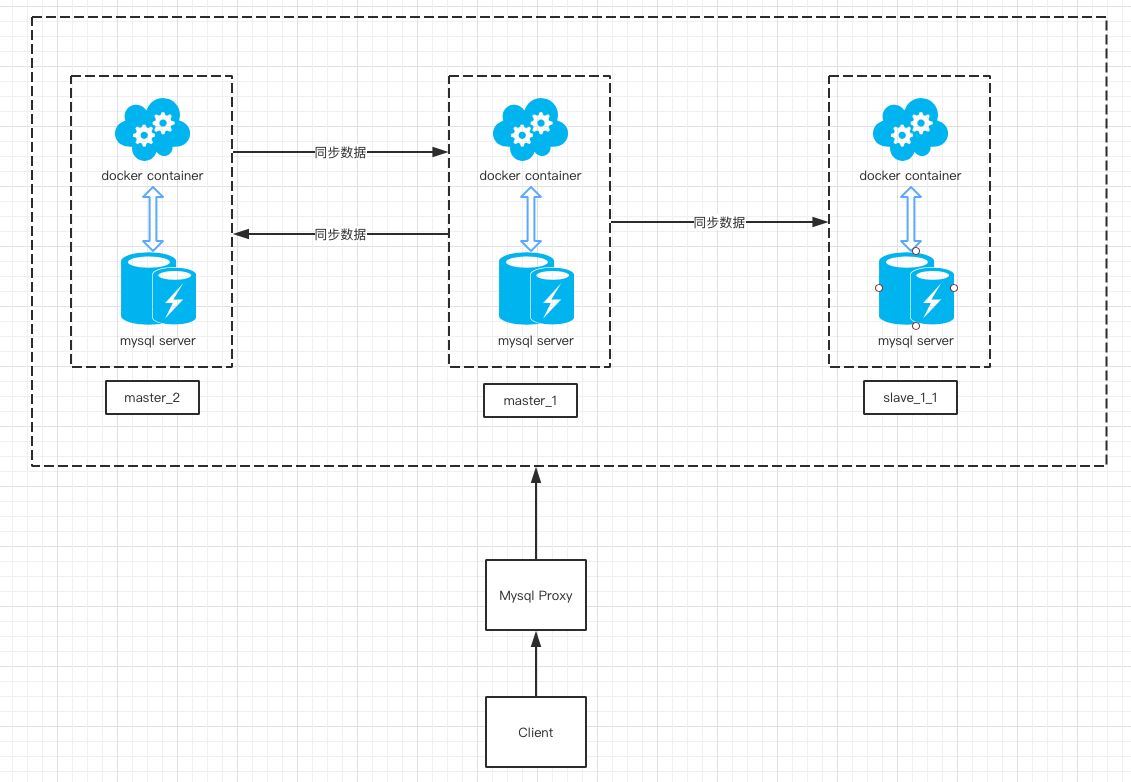 docker container
docker container
docker container
同步数据
同步数据
同步数据
mysql server
mysql server
mysql server
master_2
master_1
slave_1_1
Mysql Proxy
Client